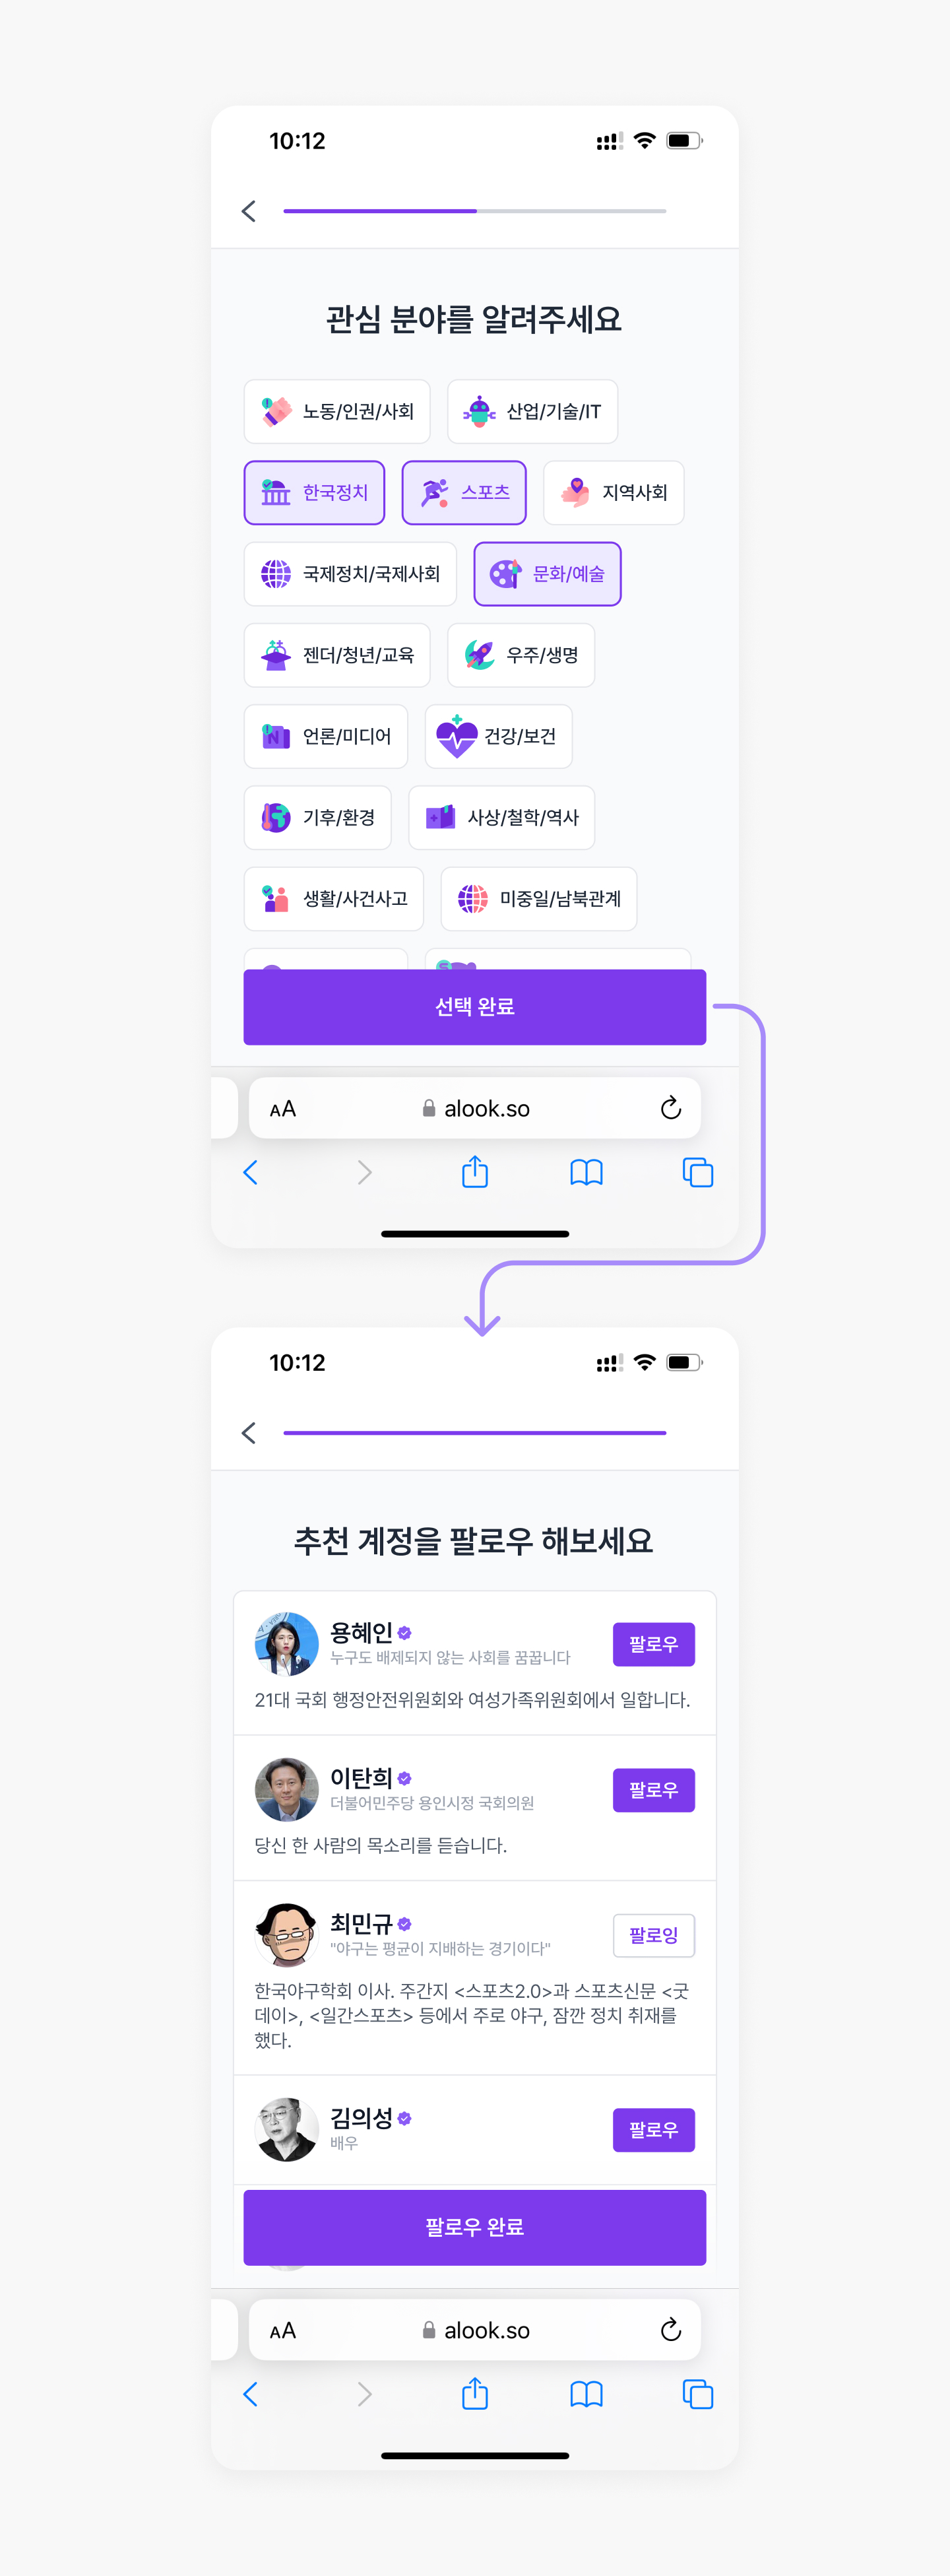 10:12
관심 분야를 알려주세요
노동/인권/사회
산업/기술/IT
한국정치
스포츠
지역사회
국제정치/국제사회
문화/예술
젠더/청년/교육
우주/생명
언론/미디어
건강/보건
기후/환경
사상/철학/역사
생활/사건사고
미중일/남북관계
선택 완료
AA
alook.so
10:12
추천 계정을 팔로우 해보세요
용혜인
누구도 배제되지 않는 사회를 꿈꿉니다
팔로우
21대 국회 행정안전위원회와 여성가족위원회에서 일합니다.
이탄희
더불어민주당 용인시정 국회의원
팔로우
당신 한 사람의 목소리를 듣습니다.
최민규
"야구는 평균이 지배하는 경기이다"
팔로잉
한국야구학회 이사. 주간지 <스포츠2.0>과 스포츠신문 <굿
데이>, <일간스포츠> 등에서 주로 야구, 잠깐 정치 취재를
했다.
김의성
배우
팔로우
팔로우 완료
AA
alook.so